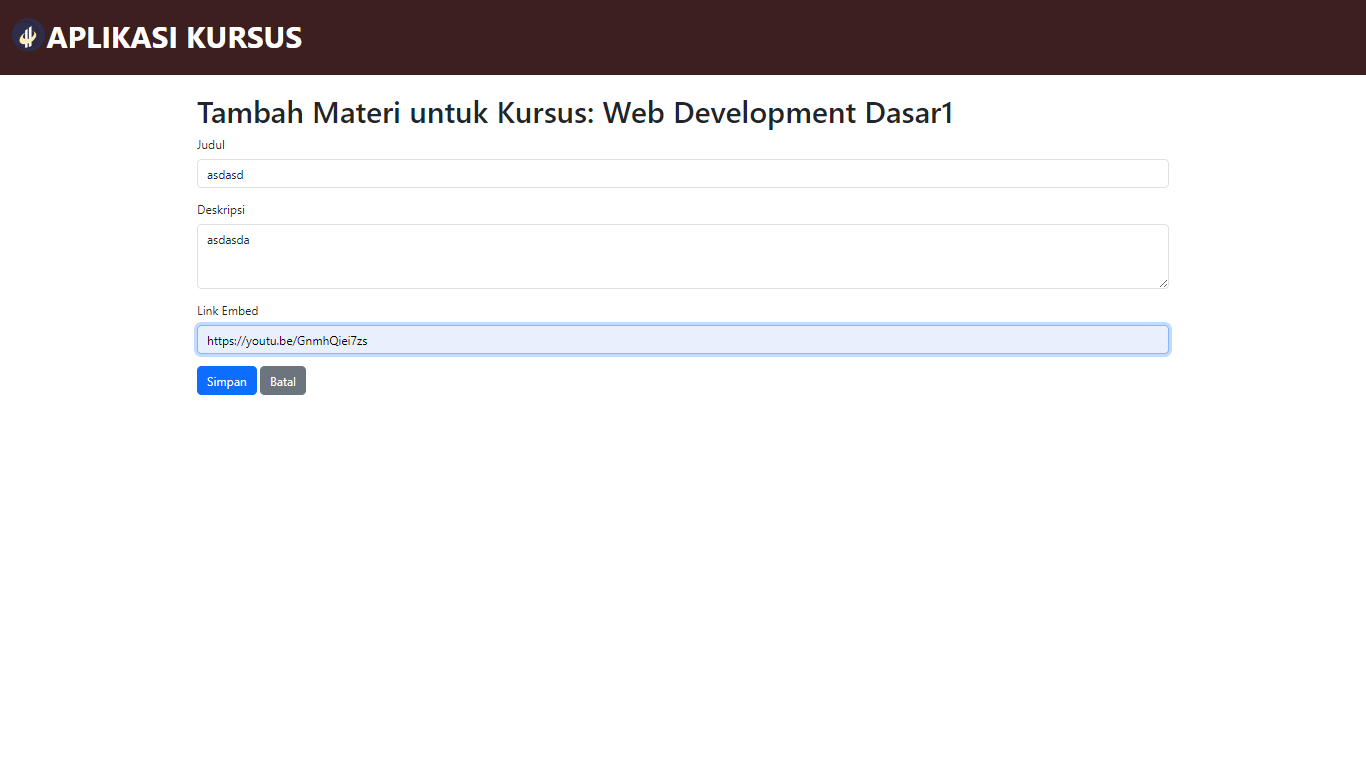 APLIKASI KURSUS
Tambah Materi untuk Kursus: Web Development Dasar1
Judul
asdasd
Deskripsi
asdasda
Link Embed
https://youtu.be/GnmhQiei7zs
Simpan Batal